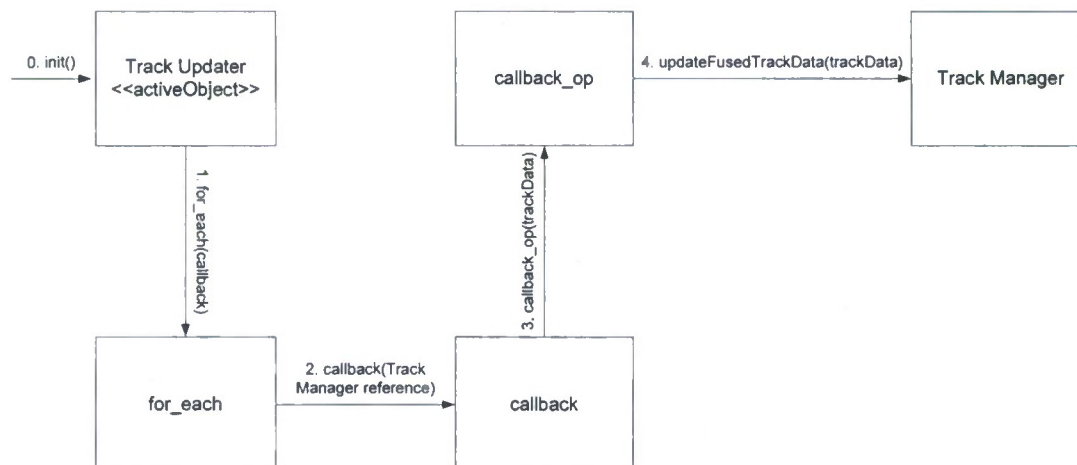 0. init()
Track Updater
<<activeObject>>
callback_op
4. updateFusedTrackData(trackData)
Track Manager
1. for_each(callback)
3. callback_op(trackData)
for_each
2. callback(Track
Manager reference)
callback